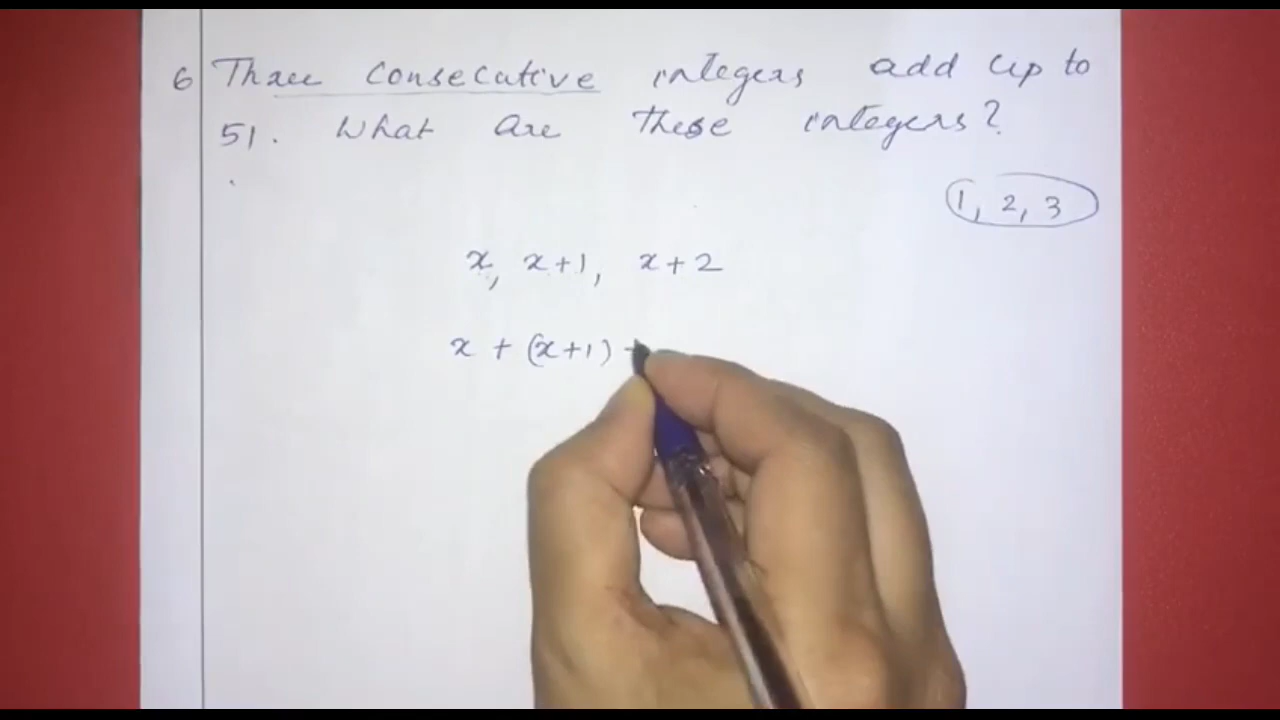 6 Three consecutive integers add up to
51. What are these integers?
1, 2, 3
x, x+1, x+2
x + (x+1) +